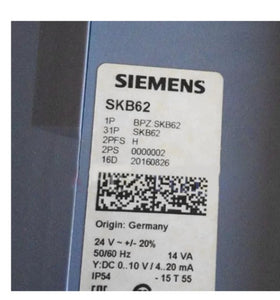 SIEMENS
SKB62
1P BPZ:SKB62
31P SKB62
2PFS H
2PS 0000002
16D 20160826
Origin: Germany
24 V ~ +/- 20%
50/60 Hz 14 VA
Y:DC 0..10 V / 4..20 mA
IP54 - 15 T 55